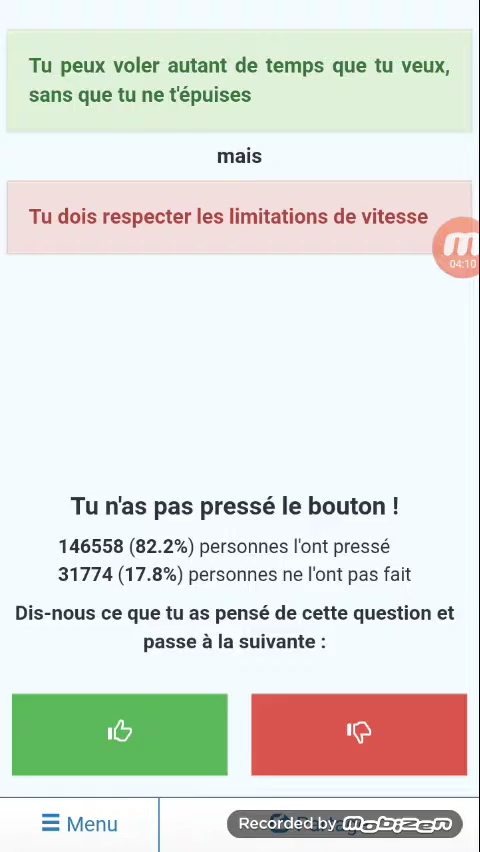 Tu peux voler autant de temps que tu veux,
sans que tu ne t'épuises
mais
Tu dois respecter les limitations de vitesse
04:10
Tu n'as pas pressé le bouton !
146558 (82.2%) personnes l'ont pressé
31774 (17.8%) personnes ne l'ont pas fait
Dis-nous ce que tu as pensé de cette question et
passe à la suivante :
Menu
Recorded by mobizen